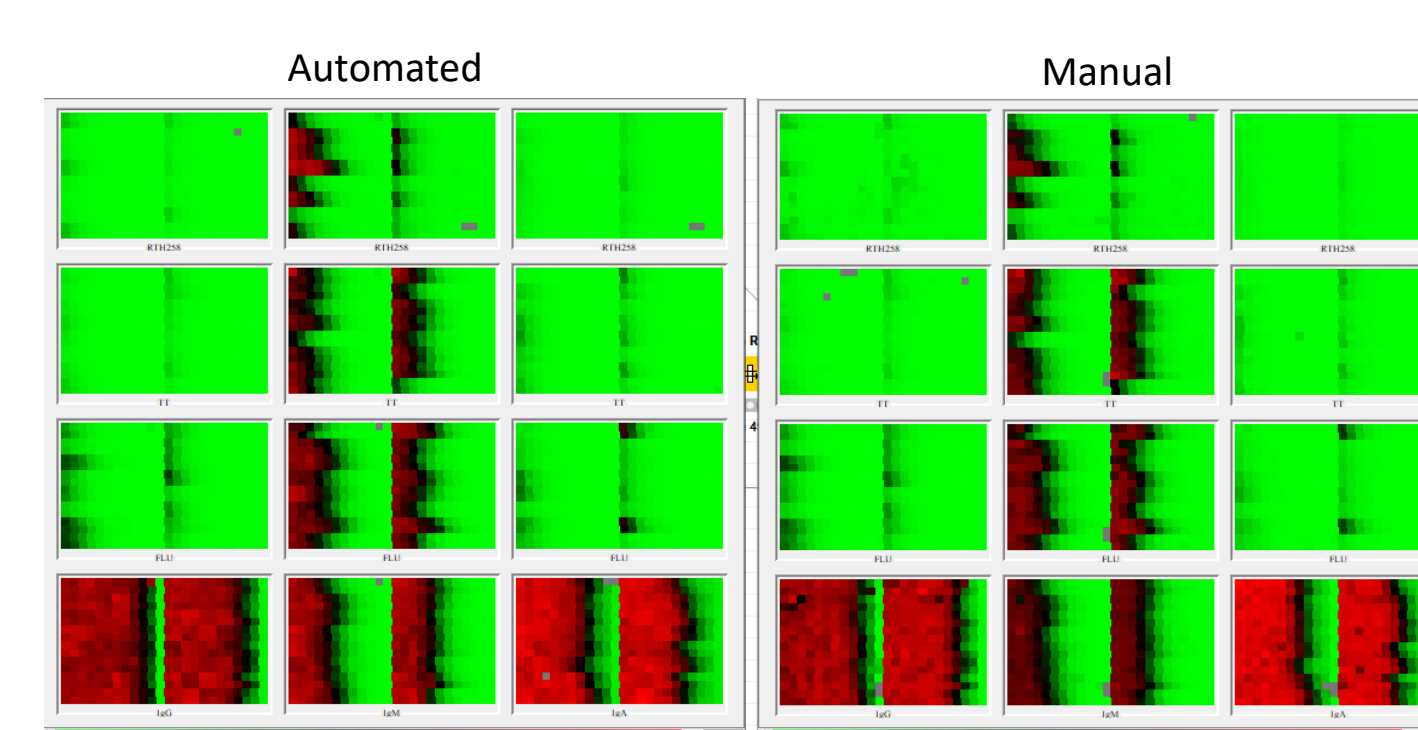 Automated
Manual
RTH258 RTH258 RTH258
RTH258 RTH258 RTH258
TT TT TT
TT TT TT
R
4
FLU FLU FLU
FLU FLU FLU
IgG IgM IgA
IgG IgM IgA